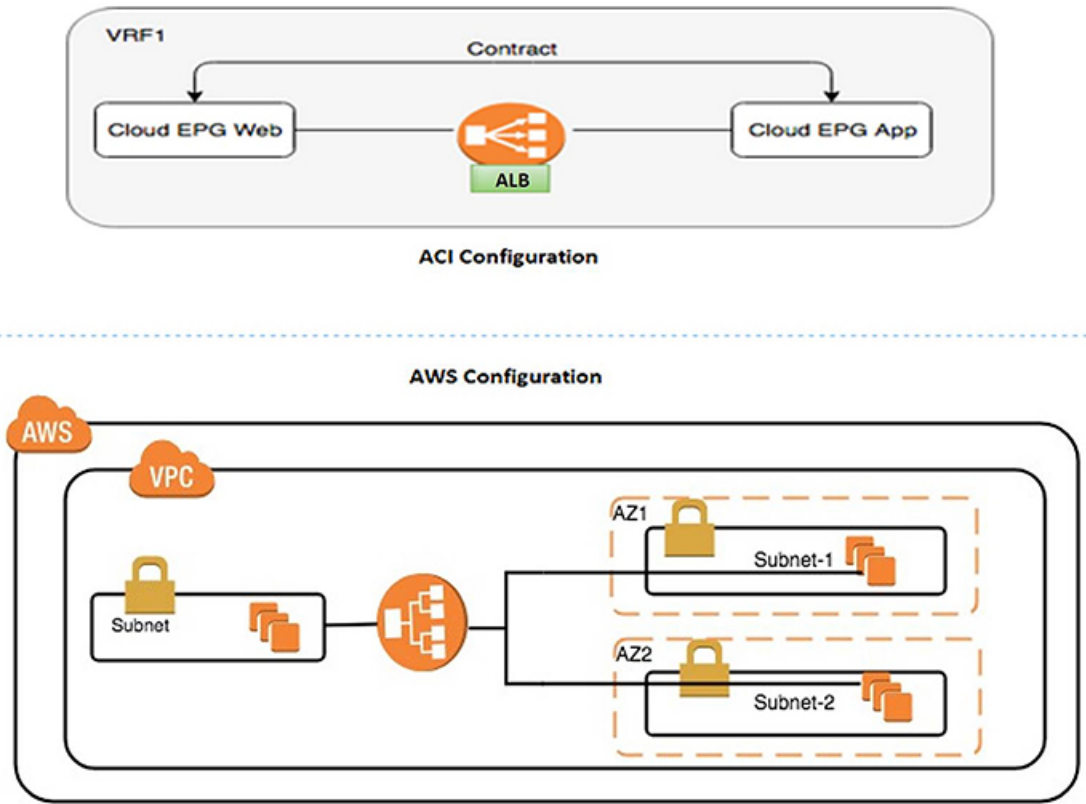 VRF1
Contract
Cloud EPG Web
Cloud EPG App
ALB
ACI Configuration
AWS Configuration
AWS
VPC
AZ1
Subnet-1
Subnet
AZ2
Subnet-2